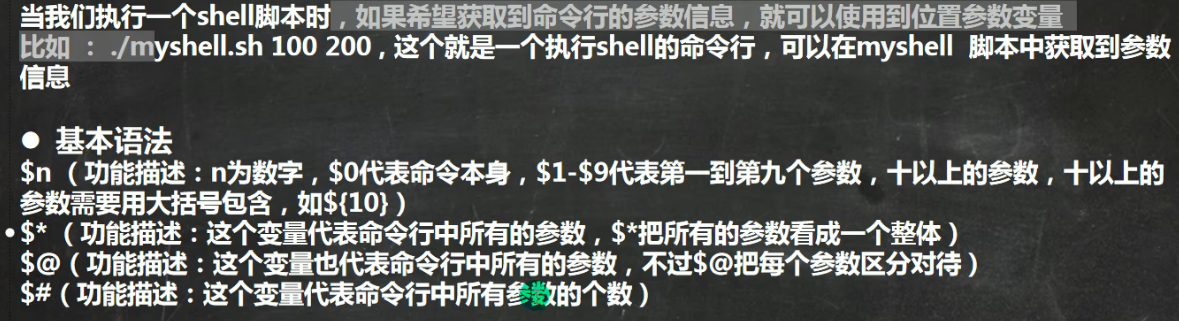 当我们执行一个shell脚本时，如果希望获取到命令行的参数信息，就可以使用到位置参数变量
比如 ： ./myshell.sh 100 200，这个就是一个执行shell的命令行，可以在myshell 脚本中获取到参数
信息
● 基本语法
$n （功能描述：n为数字，$0代表命令本身，$1-$9代表第一到第九个参数，十以上的参数，十以上的
参数需要用大括号包含，如${10}）
• $* （功能描述：这个变量代表命令行中所有的参数，$*把所有的参数看成一个整体）
$@（功能描述：这个变量也代表命令行中所有的参数，不过$@把每个参数区分对待）
$#（功能描述：这个变量代表命令行中所有参数的个数）